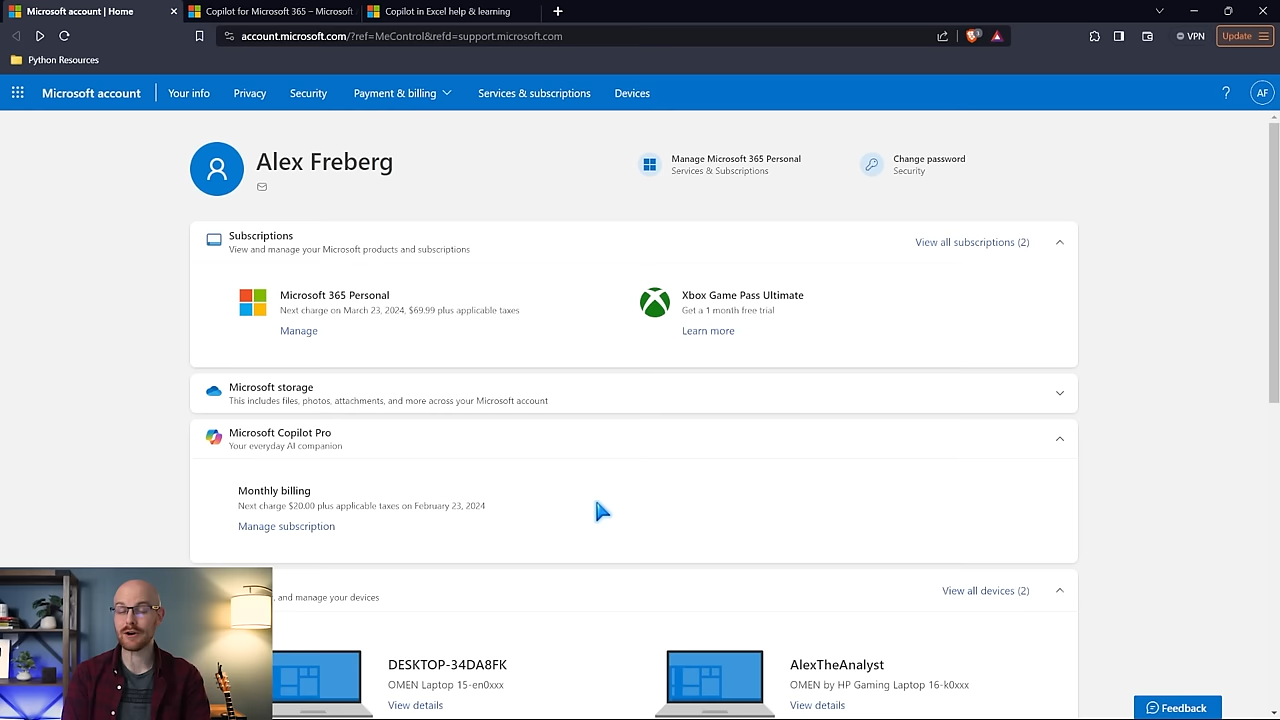 Microsoft account | Home
Copilot for Microsoft 365 – Microsoft
Copilot in Excel help & learning
account.microsoft.com/?ref=MeControl&refd=support.microsoft.com
VPN
Update
Python Resources
Microsoft account
Your info
Privacy
Security
Payment & billing
Services & subscriptions
Devices
?
AF
Alex Freberg
Manage Microsoft 365 Personal
Services & Subscriptions
Change password
Security
Subscriptions
View and manage your Microsoft products and subscriptions
View all subscriptions (2)
Microsoft 365 Personal
Next charge on March 23, 2024, $69.99 plus applicable taxes
Manage
Xbox Game Pass Ultimate
Get a 1 month free trial
Learn more
Microsoft storage
This includes files, photos, attachments, and more across your Microsoft account
Microsoft Copilot Pro
Your everyday AI companion
Monthly billing
Next charge $20.00 plus applicable taxes on February 23, 2024
Manage subscription
, and manage your devices
View all devices (2)
DESKTOP-34DA8FK
OMEN Laptop 15-en0xxx
View details
AlexTheAnalyst
OMEN by HP Gaming Laptop 16-k0xxx
View details
Feedback